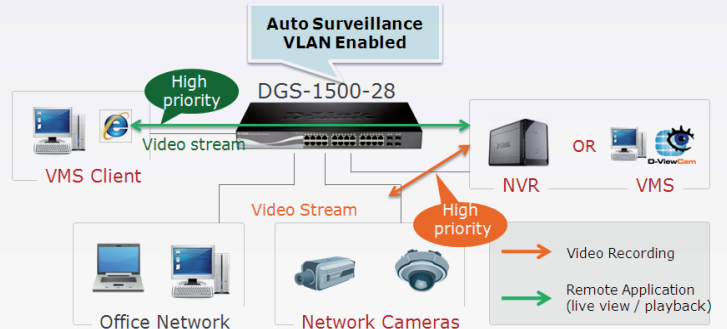 Auto Surveillance
VLAN Enabled
DGS-1500-28
High
priority
Video stream
VMS Client
D-Link
NVR
OR
D-ViewCam
VMS
Video Stream
High
priority
Office Network
Network Cameras
Video Recording
Remote Application
(live view / playback)